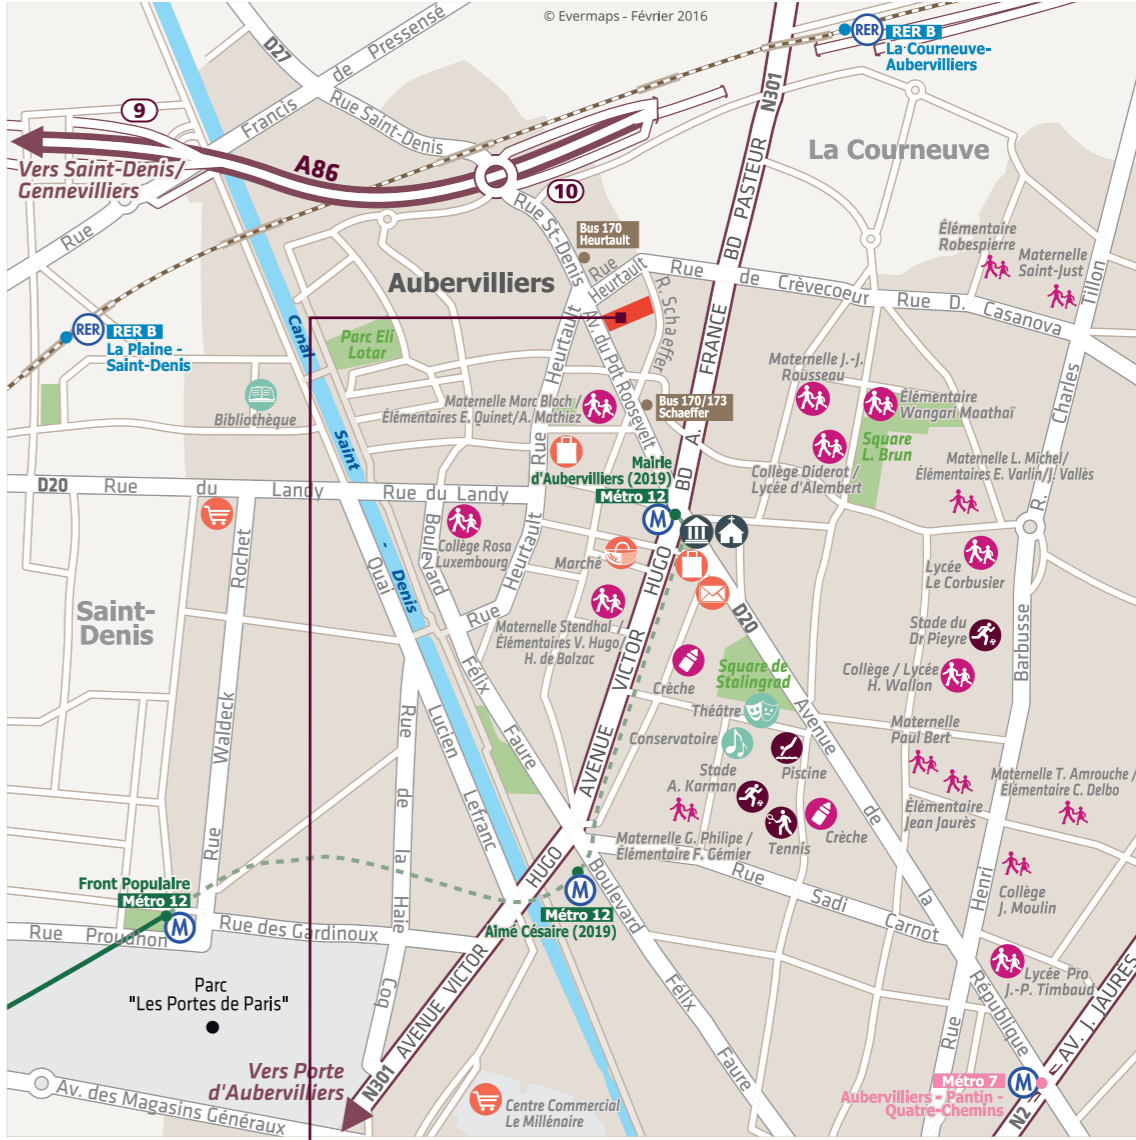 © Evermaps - Février 2016
D27
de Pressensé
Francis
Rue
Rue Saint-Denis
9
A86
10
Vers Saint-Denis/
Gennevilliers
RER
RER B
La Courneuve-
Aubervilliers
N301
BD PASTEUR
La Courneuve
Rue St-Denis
Bus 170
Heurtault
Rue
Heurtault
Aubervilliers
R. Schaeffer
Rue de Crèvecoeur
Rue D. Casanova
Élémentaire
Robespierre
Maternelle
Saint-Just
Tillon
Charles
R.
RER
RER B
La Plaine -
Saint-Denis
Canal
Saint
-
Denis
Parc Eli
Lotar
Av. du Pdt Roosevelt
BD A. FRANCE
Bibliothèque
Maternelle Marc Bloch /
Élémentaires E. Quinet/A. Mathiez
Bus 170/173
Schaeffer
Maternelle J.-J.
Rousseau
Élémentaire
Wangari Maathaï
Square
L. Brun
Collège Diderot /
Lycée d'Alembert
Maternelle L. Michel/
Élémentaires E. Varlin/J. Vallès
Rue Heurtault
Mairie
d'Aubervilliers (2019)
Métro 12
M
D20
Rue du Landy
Rue du Landy
Boulevard
Collège Rosa
Luxembourg
Rue Heurtault
Marché
HUGO
Lycée
Le Corbusier
Saint-
Denis
Rochet
Waldeck
Rue
Quai
Lucien
Lefranc
Maternelle Stendhal /
Élémentaires V. Hugo/
H. de Balzac
D20
Stade du
Dr Pieyre
Barbusse
Collège / Lycée
H. Wallon
Crèche
Square de
Stalingrad
Théâtre
Conservatoire
Piscine
Stade
A. Karman
Tennis
Crèche
Maternelle
Paul Bert
Élémentaire
Jean Jaurès
Maternelle T. Amrouche /
Élémentaire C. Delbo
Félix
Faure
AVENUE VICTOR
Rue
de
la Haie
Coq
Avenue
de
la
République
Maternelle G. Philipe /
Élémentaire F. Gémier
Rue Sadi Carnot
Henri
Rue
Collège
J. Moulin
Front Populaire
Métro 12
M
HUGO
M
Métro 12
Aimé Césaire (2019)
Boulevard
Félix
Faure
Rue Proudhon
Rue des Gardinoux
Parc
"Les Portes de Paris"
AVENUE VICTOR
Lycée Pro
J.-P. Timbaud
AV. J. JAURES
Vers Porte
d'Aubervilliers
N301
Av. des Magasins Généraux
Centre Commercial
Le Millénaire
Métro 7
M
Aubervilliers - Pantin -
Quatre-Chemins
N2